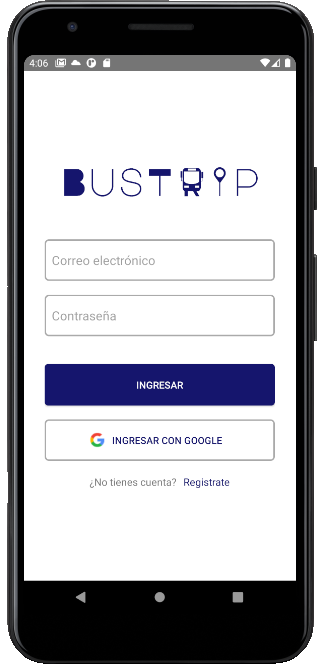 4:06
BUSTRIP
Correo electrónico
Contraseña
INGRESAR
INGRESAR CON GOOGLE
¿No tienes cuenta? Registrate